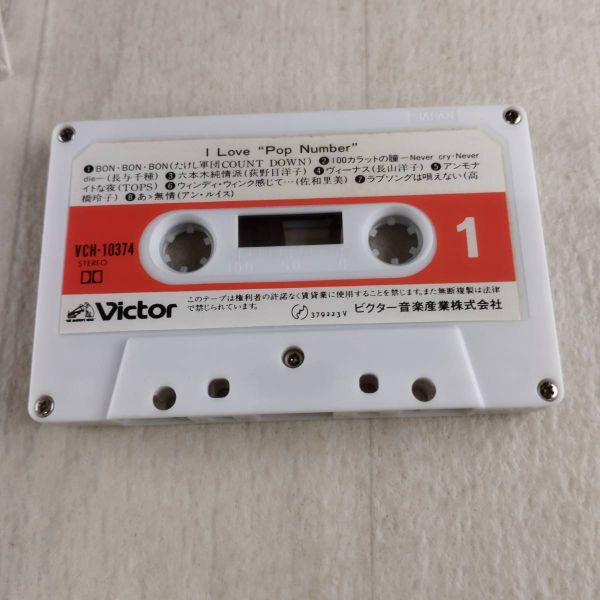 JAPAN
I Love "Pop Number"
❶BON・BON・BON(たけし軍団COUNT DOWN) ❷100カラットの瞳―Never cry・Never
die―(長与千種) ❸六本木純情派(荻野目洋子) ❹ヴィーナス(長山洋子) ❺アンモナ
イトな夜(TOPS) ❻ウィンディ・ウィンク感じて…(佐和里美) ❼ラブソングは唄えない(高
橋玲子) ❽あゝ無情(アン・ルイス)
VCH-10374
STEREO
100 50 0
1
Victor
このテープは権利者の許諾なく賃貸業に使用することを禁じます。また無断複製は法律
で禁じられています。
379223V
ビクター音楽産業株式会社